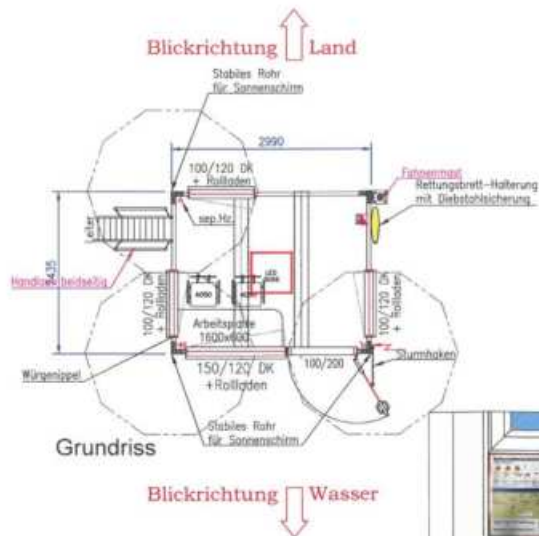 Blickrichtung Land
Stabiles Rohr
für Sonnenschirm
2990
100/120 DK
+ Rollladen
Fahnenmast
Rettungsbrett-Halterung
mit Diebstahlsicherung
sep.Hz.
Leiter
Handlauf beidseitig
2435
100/120 DK
+ Rollladen
100/120 DK
+ Rollladen
Arbeitsplatte
1600x600
Würgenippel
150/120 DK
+Rollladen
100/200
Sturmhaken
Stabiles Rohr
für Sonnenschirm
Grundriss
Blickrichtung Wasser